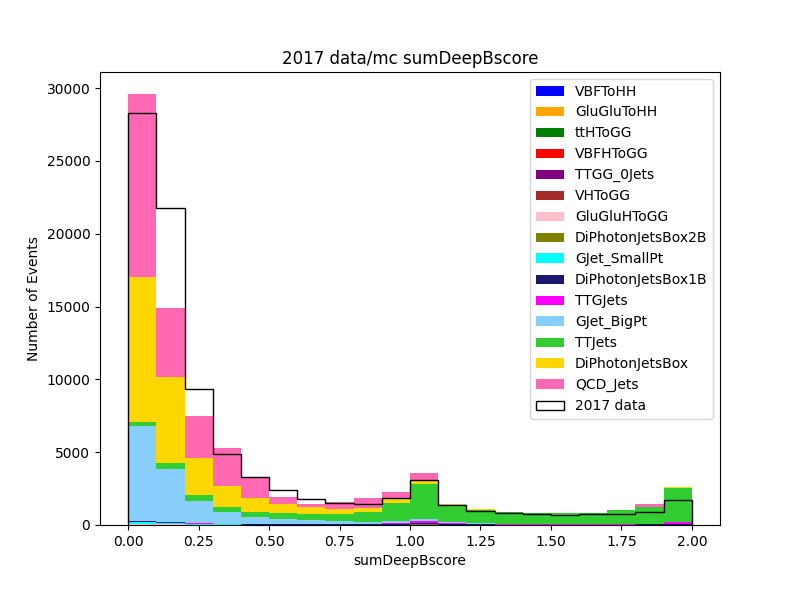 2017 data/mc sumDeepBscore
Number of Events
30000
25000
20000
15000
10000
5000
0
0.00 0.25 0.50 0.75 1.00 1.25 1.50 1.75 2.00
sumDeepBscore
VBFToHH
GluGluToHH
ttHToGG
VBFHToGG
TTGG_0Jets
VHToGG
GluGluHToGG
DiPhotonJetsBox2B
GJet_SmallPt
DiPhotonJetsBox1B
TTGJets
GJet_BigPt
TTJets
DiPhotonJetsBox
QCD_Jets
2017 data